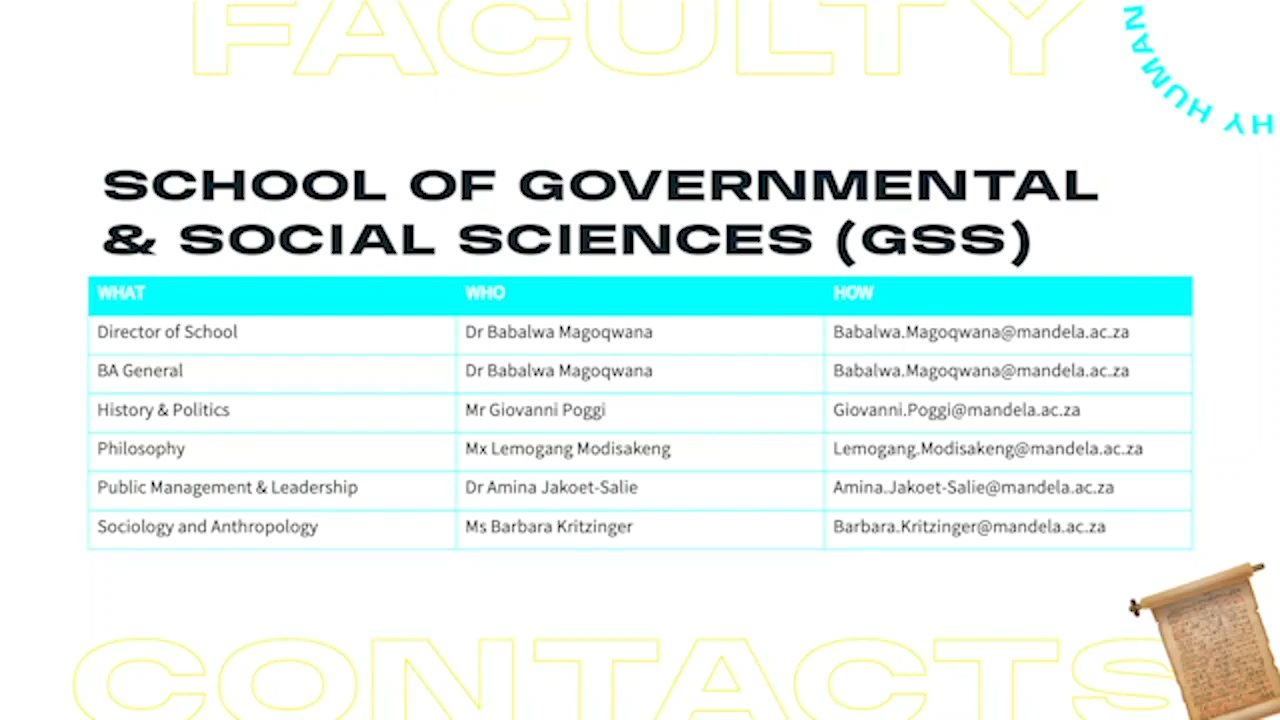 FACULTY
HY HUMAN
SCHOOL OF GOVERNMENTAL
& SOCIAL SCIENCES (GSS)
WHAT WHO HOW
Director of School Dr Babalwa Magoqwana Babalwa.Magoqwana@mandela.ac.za
BA General Dr Babalwa Magoqwana Babalwa.Magoqwana@mandela.ac.za
History & Politics Mr Giovanni Poggi Giovanni.Poggi@mandela.ac.za
Philosophy Mx Lemogang Modisakeng Lemogang.Modisakeng@mandela.ac.za
Public Management & Leadership Dr Amina Jakoet-Salie Amina.Jakoet-Salie@mandela.ac.za
Sociology and Anthropology Ms Barbara Kritzinger Barbara.Kritzinger@mandela.ac.za
CONTACTS